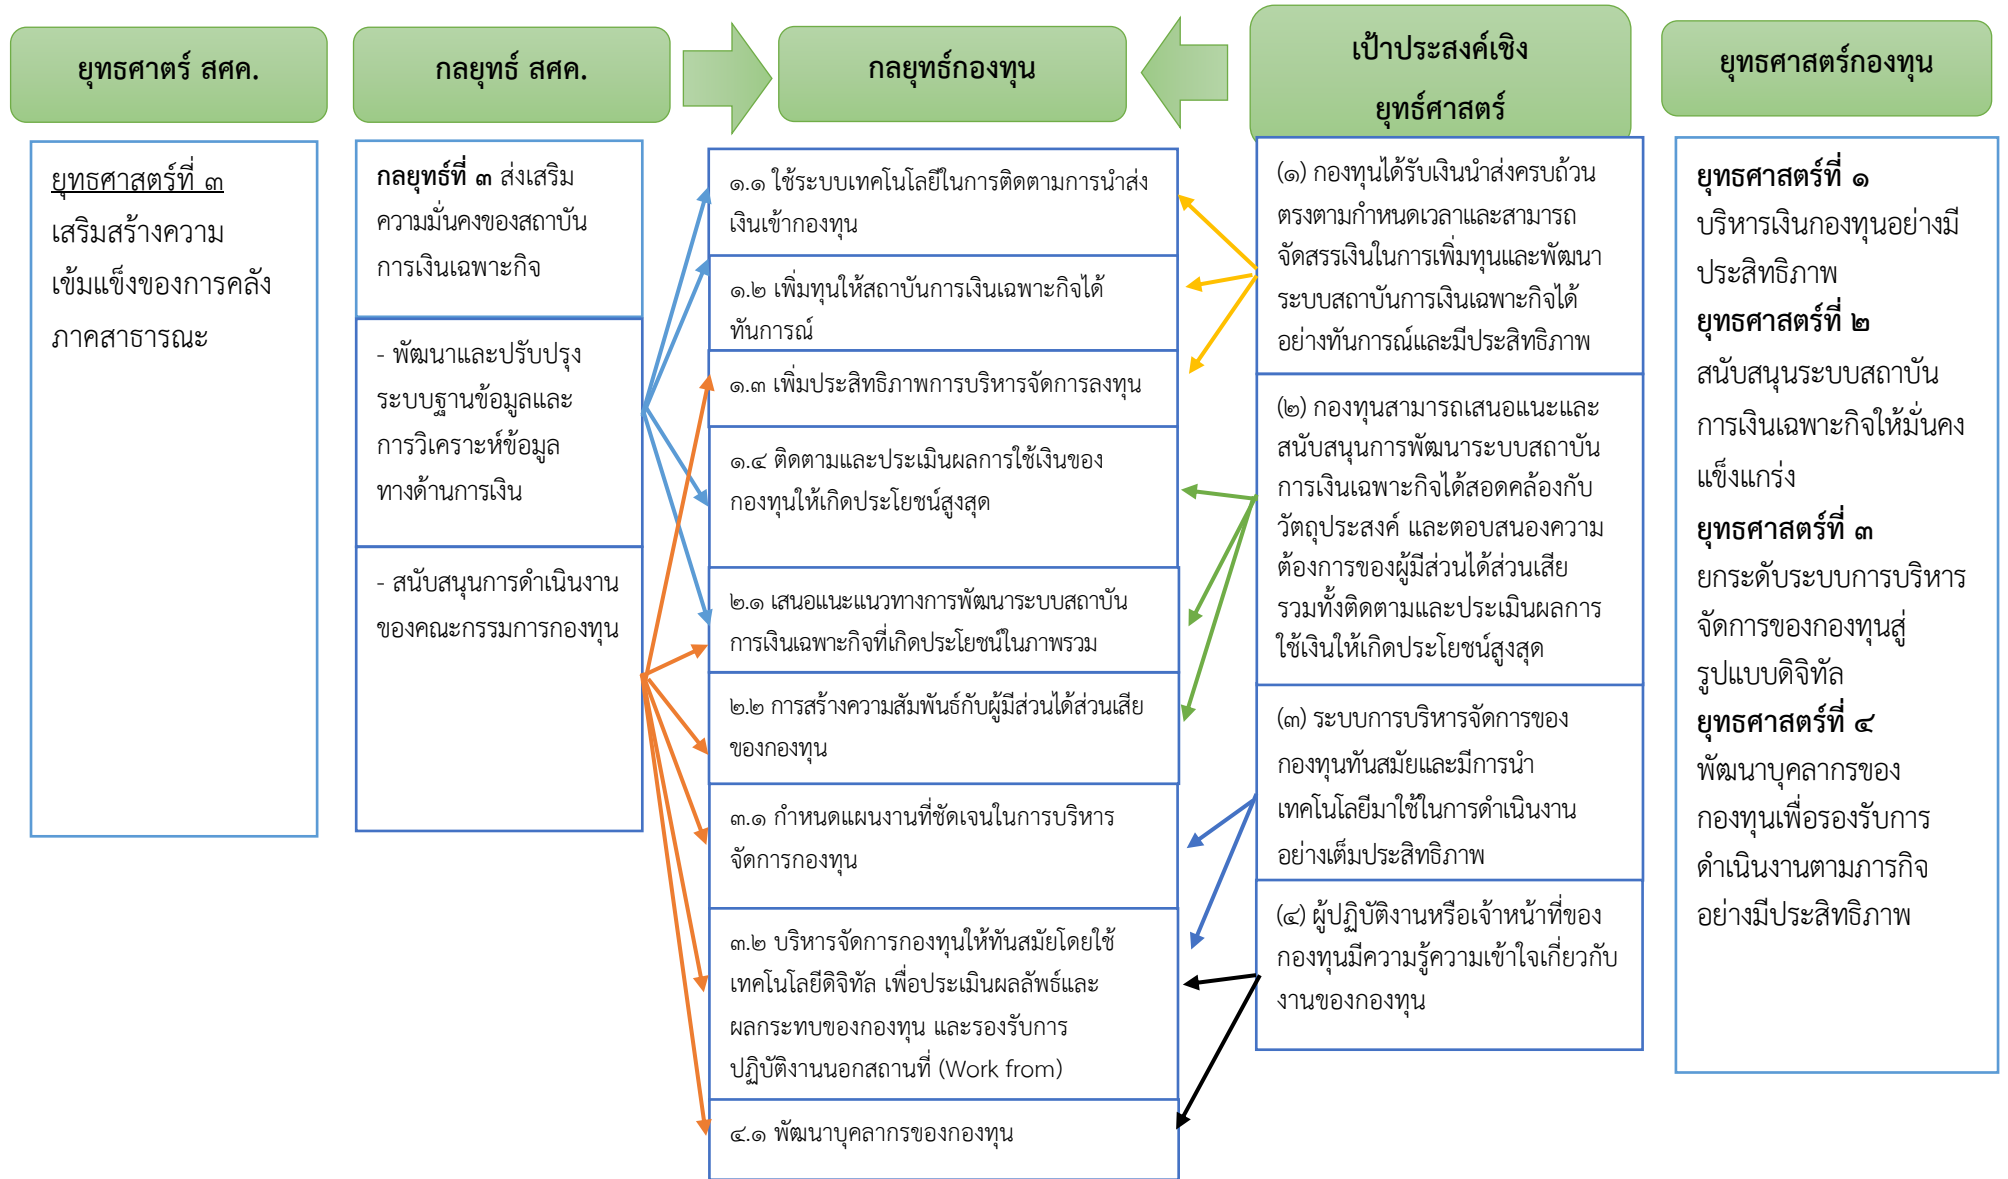 ยุทธศาตร์ สศค.
กลยุทธ์ สศค.
กลยุทธ์กองทุน
เป้าประสงค์เชิง
ยุทธ์ศาสตร์
ยุทธศาสตร์กองทุน
ยุทธศาสตร์ที่ ๓
เสริมสร้างความ
เข้มแข็งของการคลัง
ภาคสาธารณะ
กลยุทธ์ที่ ๓ ส่งเสริม
ความมั่นคงของสถาบัน
การเงินเฉพาะกิจ
- พัฒนาและปรับปรุง
ระบบฐานข้อมูลและ
การวิเคราะห์ข้อมูล
ทางด้านการเงิน
- สนับสนุนการดำเนินงาน
ของคณะกรรมการกองทุน
๑.๑ ใช้ระบบเทคโนโลยีในการติดตามการนำส่ง
เงินเข้ากองทุน
๑.๒ เพิ่มทุนให้สถาบันการเงินเฉพาะกิจได้
ทันการณ์
๑.๓ เพิ่มประสิทธิภาพการบริหารจัดการลงทุน
๑.๔ ติดตามและประเมินผลการใช้เงินของ
กองทุนให้เกิดประโยชน์สูงสุด
๒.๑ เสนอแนะแนวทางการพัฒนาระบบสถาบัน
การเงินเฉพาะกิจที่เกิดประโยชน์ในภาพรวม
๒.๒ การสร้างความสัมพันธ์กับผู้มีส่วนได้ส่วนเสีย
ของกองทุน
๓.๑ กำหนดแผนงานที่ชัดเจนในการบริหาร
จัดการกองทุน
๓.๒ บริหารจัดการกองทุนให้ทันสมัยโดยใช้
เทคโนโลยีดิจิทัล เพื่อประเมินผลลัพธ์และ
ผลกระทบของกองทุน และรองรับการ
ปฏิบัติงานนอกสถานที่ (Work from)
๔.๑ พัฒนาบุคลากรของกองทุน
(๑) กองทุนได้รับเงินนำส่งครบถ้วน
ตรงตามกำหนดเวลาและสามารถ
จัดสรรเงินในการเพิ่มทุนและพัฒนา
ระบบสถาบันการเงินเฉพาะกิจได้
อย่างทันการณ์และมีประสิทธิภาพ
(๒) กองทุนสามารถเสนอแนะและ
สนับสนุนการพัฒนาระบบสถาบัน
การเงินเฉพาะกิจได้สอดคล้องกับ
วัตถุประสงค์ และตอบสนองความ
ต้องการของผู้มีส่วนได้ส่วนเสีย
รวมทั้งติดตามและประเมินผลการ
ใช้เงินให้เกิดประโยชน์สูงสุด
(๓) ระบบการบริหารจัดการของ
กองทุนทันสมัยและมีการนำ
เทคโนโลยีมาใช้ในการดำเนินงาน
อย่างเต็มประสิทธิภาพ
(๔) ผู้ปฏิบัติงานหรือเจ้าหน้าที่ของ
กองทุนมีความรู้ความเข้าใจเกี่ยวกับ
งานของกองทุน
ยุทธศาสตร์ที่ ๑
บริหารเงินกองทุนอย่างมี
ประสิทธิภาพ
ยุทธศาสตร์ที่ ๒
สนับสนุนระบบสถาบัน
การเงินเฉพาะกิจให้มั่นคง
แข็งแกร่ง
ยุทธศาสตร์ที่ ๓
ยกระดับระบบการบริหาร
จัดการของกองทุนสู่
รูปแบบดิจิทัล
ยุทธศาสตร์ที่ ๔
พัฒนาบุคลากรของ
กองทุนเพื่อรองรับการ
ดำเนินงานตามภารกิจ
อย่างมีประสิทธิภาพ